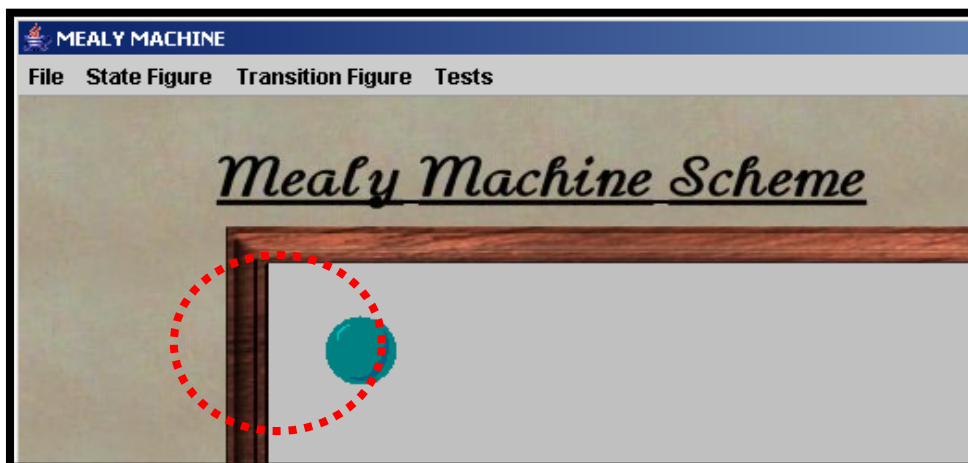 MEALY MACHINE
File State Figure Transition Figure Tests
Mealy Machine Scheme